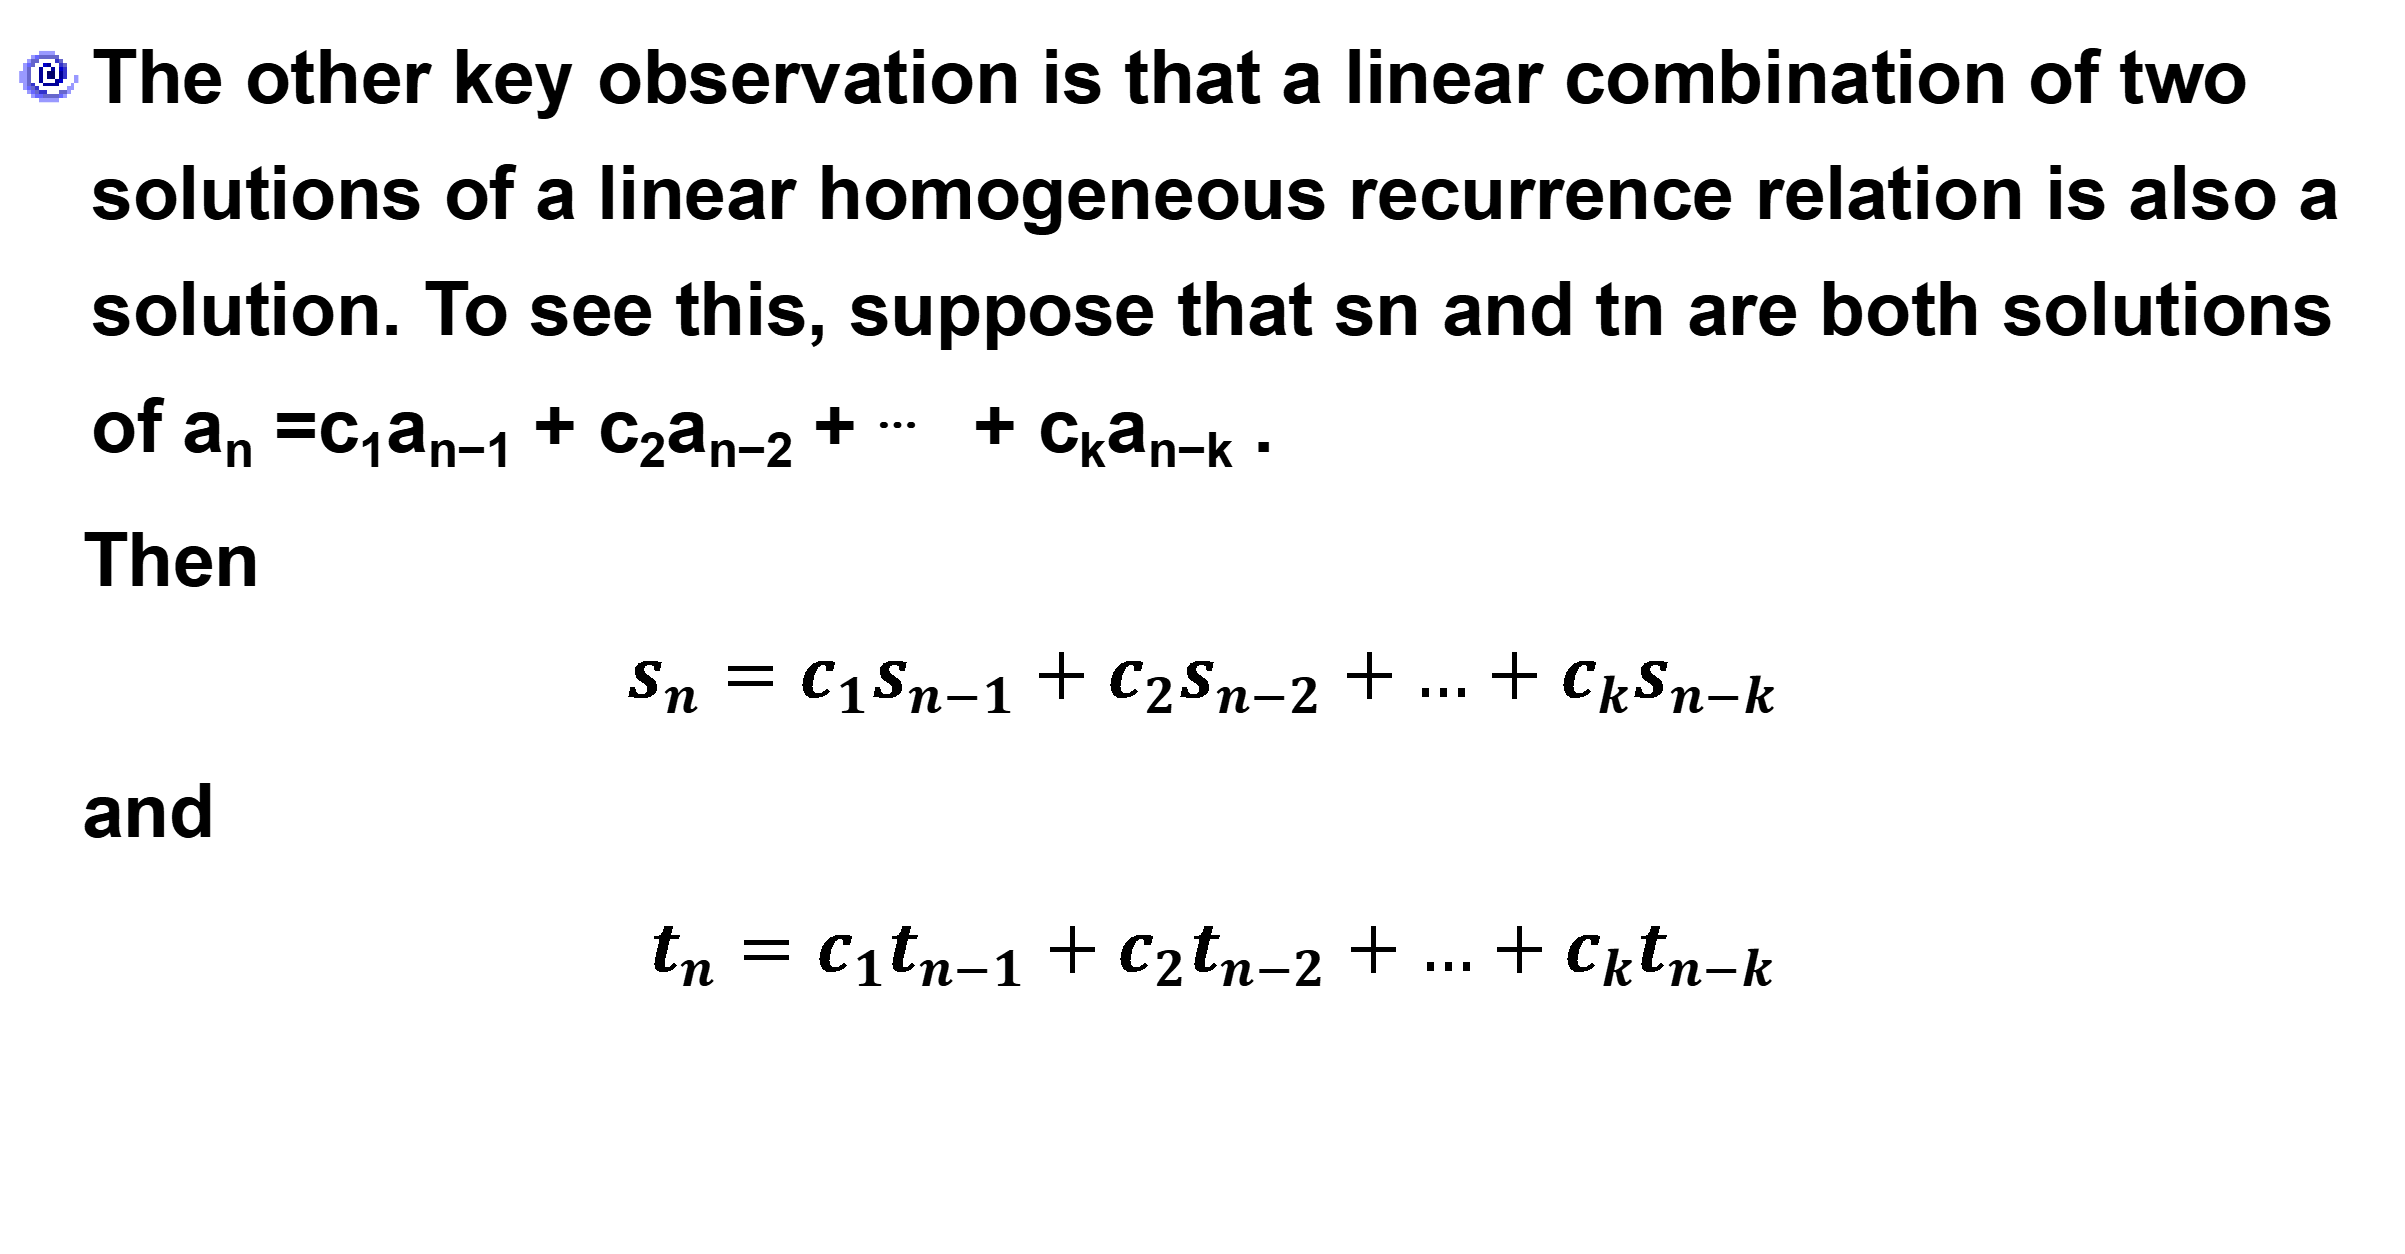 The other key observation is that a linear combination of two
solutions of a linear homogeneous recurrence relation is also a
solution. To see this, suppose that sn and tn are both solutions
of aₙ =c₁aₙ₋₁ + c₂aₙ₋₂ + ⋯ + cₖaₙ₋ₖ .
Then
sₙ = c₁sₙ₋₁ + c₂sₙ₋₂ + … + cₖsₙ₋ₖ
and
tₙ = c₁tₙ₋₁ + c₂tₙ₋₂ + … + cₖtₙ₋ₖ